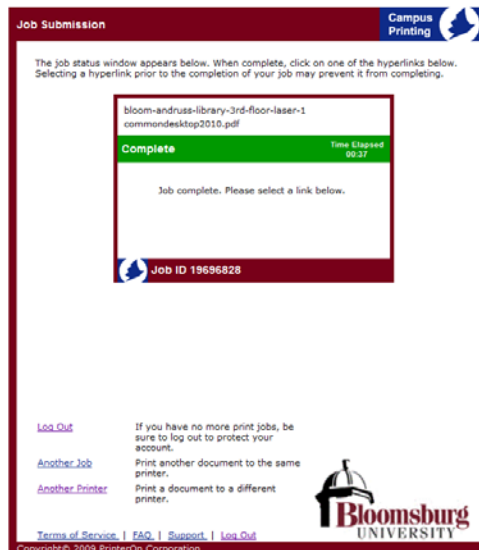 Job Submission
Campus
Printing
The job status window appears below. When complete, click on one of the hyperlinks below.
Selecting a hyperlink prior to the completion of your job may prevent it from completing.
bloom-andruss-library-3rd-floor-laser-1
commondesktop2010.pdf
Complete
Time Elapsed
00:37
Job complete. Please select a link below.
Job ID 19696828
Log Out
If you have no more print jobs, be
sure to log out to protect your
account.
Another Job
Print another document to the same
printer.
Another Printer
Print a document to a different
printer.
Bloomsburg
UNIVERSITY
Terms of Service | FAQ | Support | Log Out
Copyright© 2009 PrinterOn Corporation